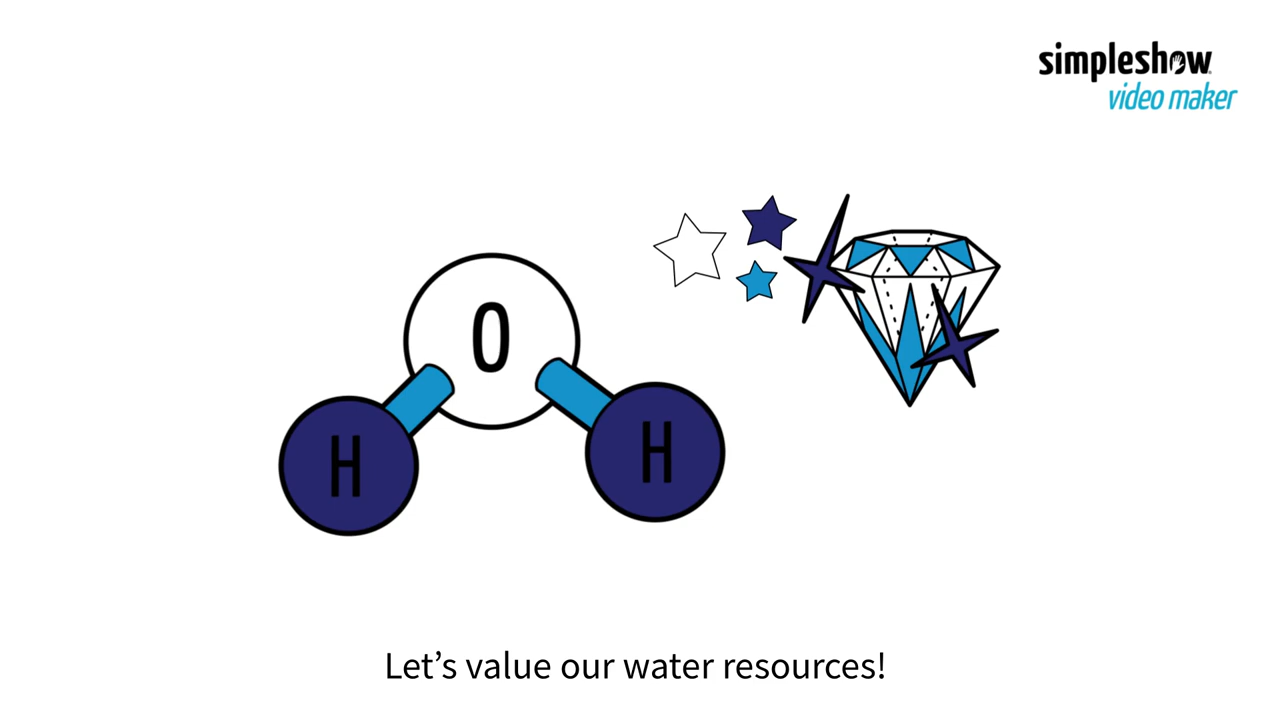 simpleshow
video maker
O
H
H
Let’s value our water resources!